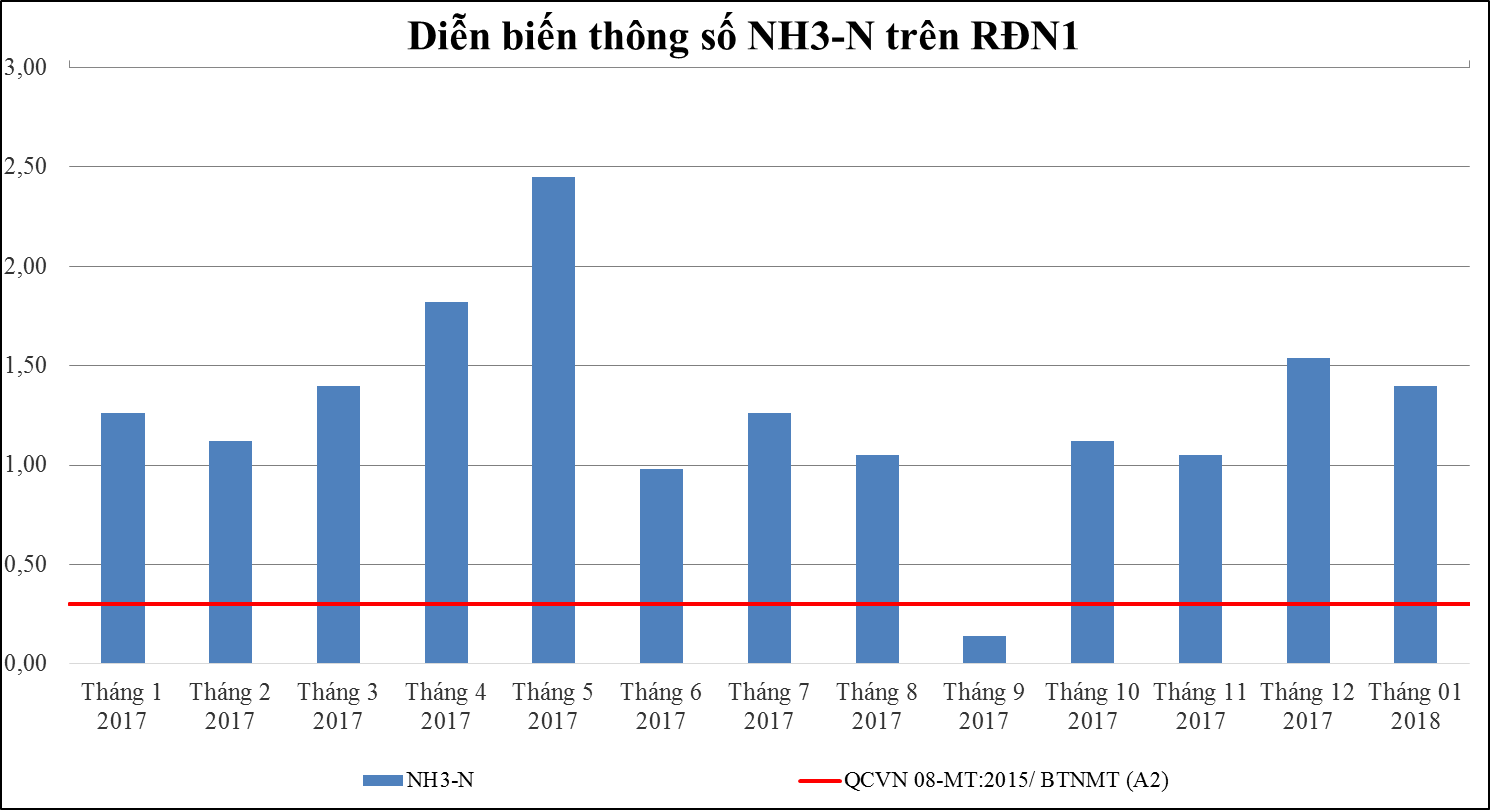 Diễn biến thông số NH3-N trên RĐN1
3,00
2,50
2,00
1,50
1,00
0,50
0,00
Tháng 1 2017
Tháng 2 2017
Tháng 3 2017
Tháng 4 2017
Tháng 5 2017
Tháng 6 2017
Tháng 7 2017
Tháng 8 2017
Tháng 9 2017
Tháng 10 2017
Tháng 11 2017
Tháng 12 2017
Tháng 01 2018
NH3-N
QCVN 08-MT:2015/ BTNMT (A2)